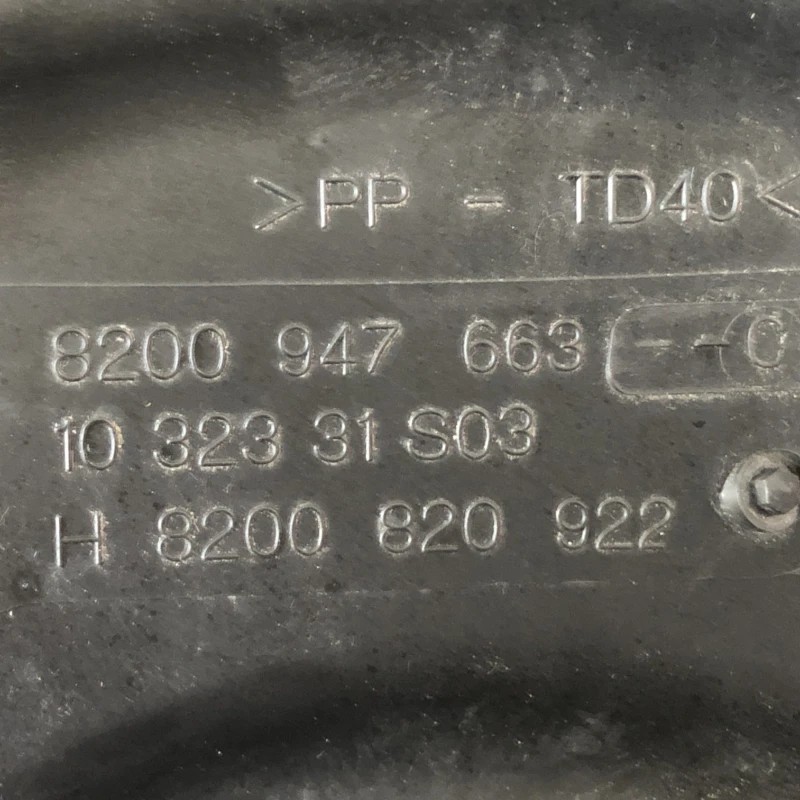 >PP - TD40<
8200 947 663 --C
10 323 31 S03
H 8200 820 922